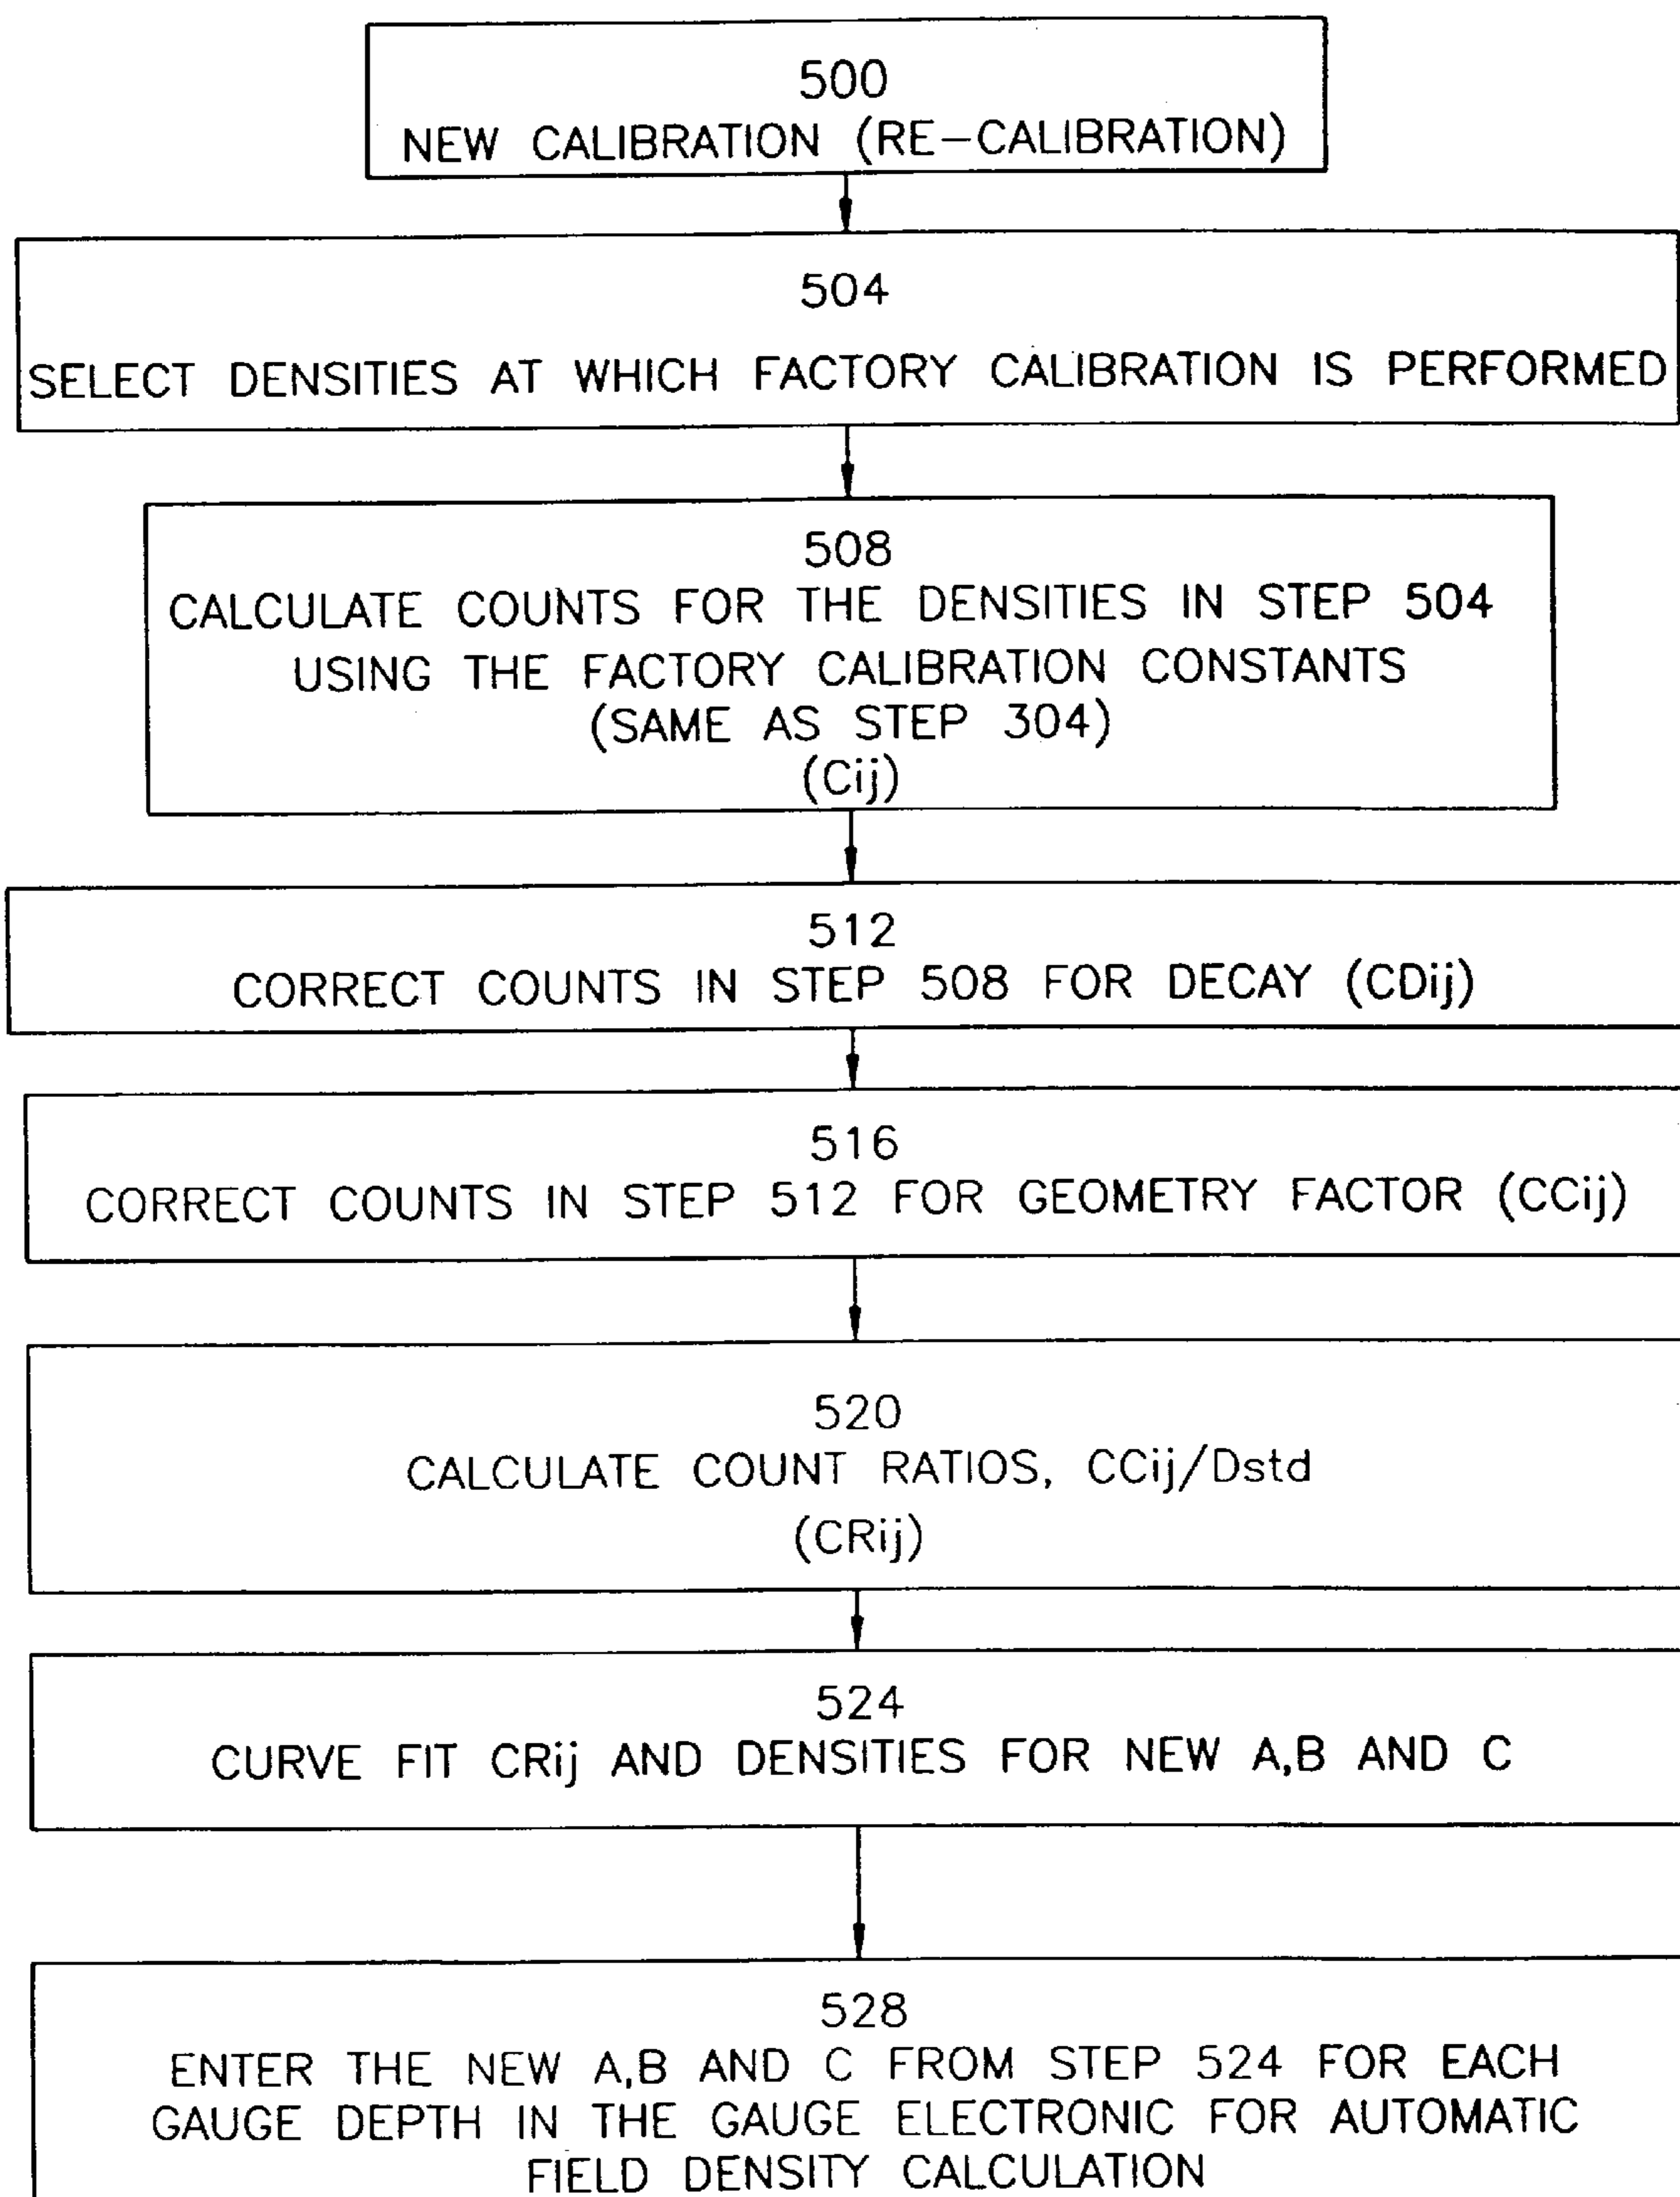 500
NEW CALIBRATION (RE-CALIBRATION)
504
SELECT DENSITIES AT WHICH FACTORY CALIBRATION IS PERFORMED
508
CALCULATE COUNTS FOR THE DENSITIES IN STEP 504
USING THE FACTORY CALIBRATION CONSTANTS
(SAME AS STEP 304)
(Cij)
512
CORRECT COUNTS IN STEP 508 FOR DECAY (CDij)
516
CORRECT COUNTS IN STEP 512 FOR GEOMETRY FACTOR (CCij)
520
CALCULATE COUNT RATIOS, CCij/Dstd
(CRij)
524
CURVE FIT CRij AND DENSITIES FOR NEW A,B AND C
528
ENTER THE NEW A,B AND C FROM STEP 524 FOR EACH
GAUGE DEPTH IN THE GAUGE ELECTRONIC FOR AUTOMATIC
FIELD DENSITY CALCULATION